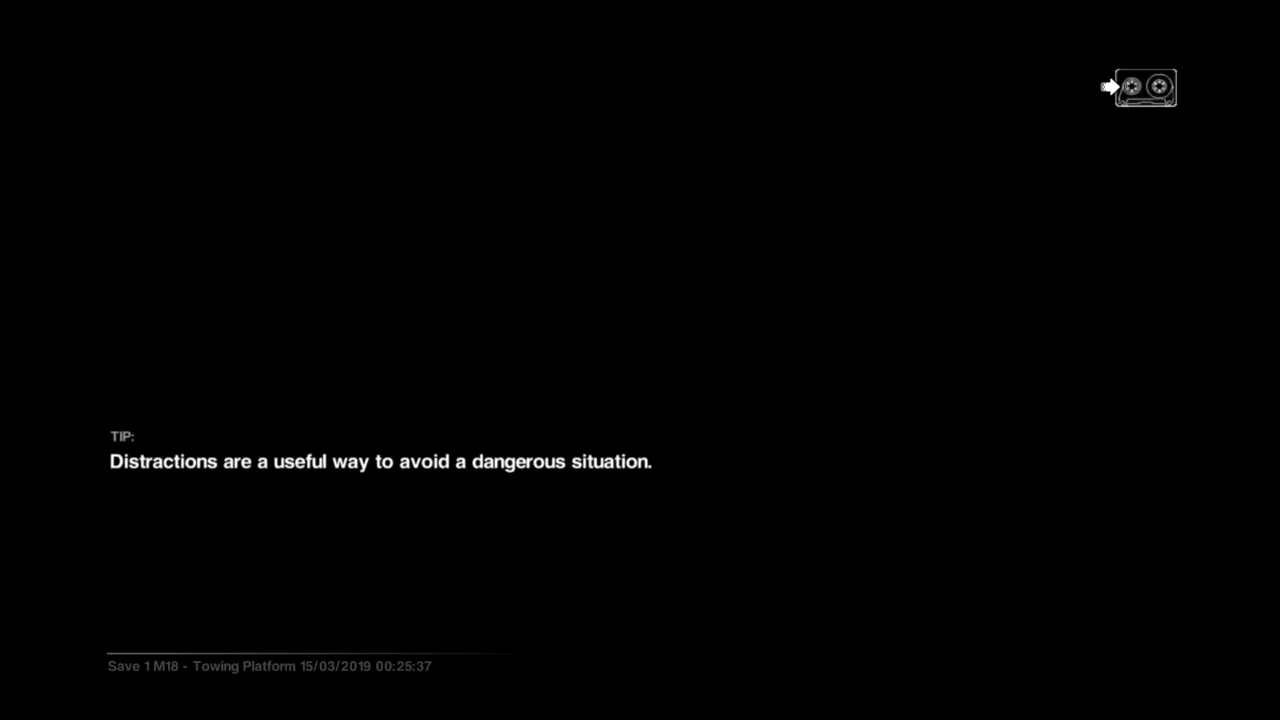 TIP:
Distractions are a useful way to avoid a dangerous situation.
Save 1 M18 - Towing Platform 15/03/2019 00:25:37